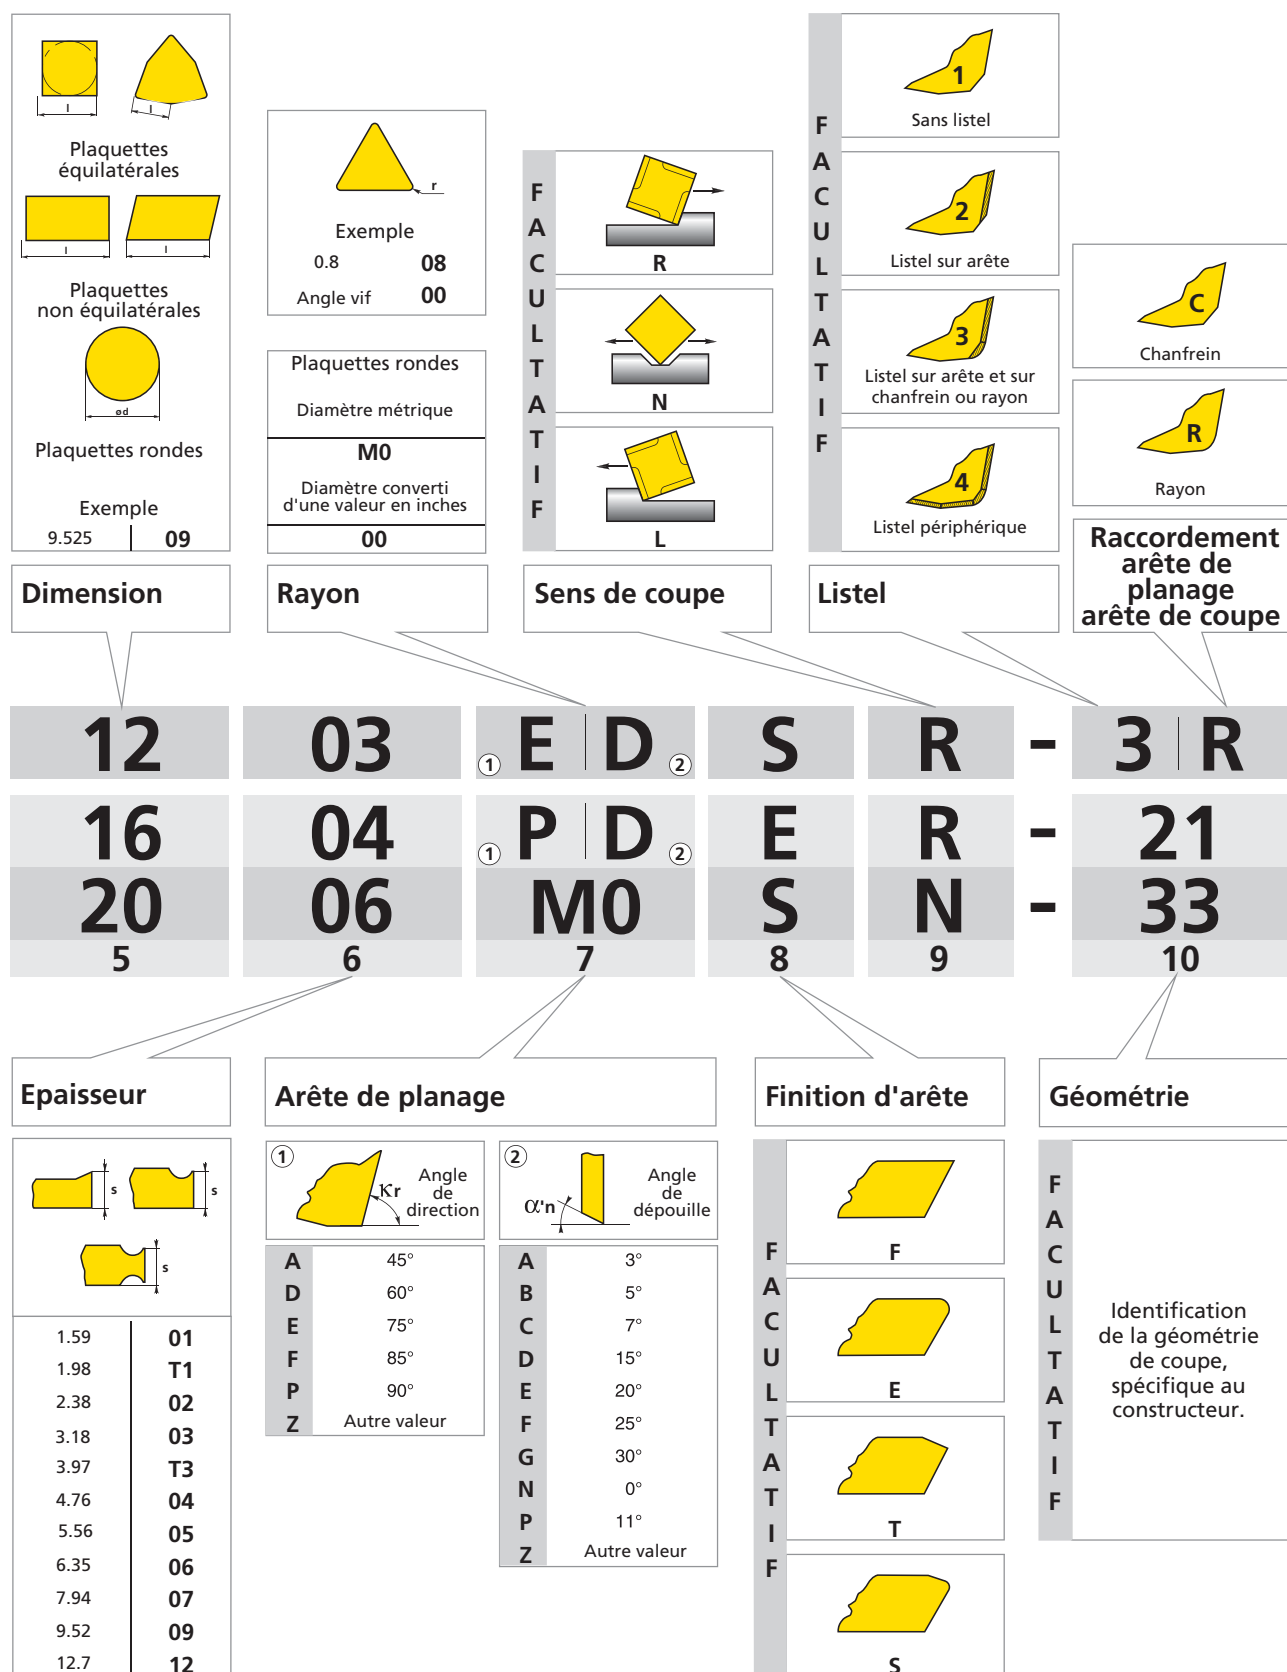 l
l
Plaquettes
équilatérales
l
l
Plaquettes
non équilatérales
ød
Plaquettes rondes
Exemple
9.525 09
r
Exemple
0.8 08
Angle vif 00
Plaquettes rondes
Diamètre métrique
M0
Diamètre converti
d'une valeur en inches
00
FACULTATIF
R
N
L
FACULTATIF
1
Sans listel
2
Listel sur arête
3
Listel sur arête et sur
chanfrein ou rayon
4
Listel périphérique
C
Chanfrein
R
Rayon
Dimension
Rayon
Sens de coupe
Listel
Raccordement
arête de
planage
arête de coupe
12 03 ① E D ② S R - 3 R
16 04 ① P D ② E R - 21
20 06 M0 S N - 33
5 6 7 8 9 10
Epaisseur
Arête de planage
Finition d'arête
Géométrie
s
s
s
1.59 01
1.98 T1
2.38 02
3.18 03
3.97 T3
4.76 04
5.56 05
6.35 06
7.94 07
9.52 09
12.7 12
①
κr
Angle
de
direction
A 45°
D 60°
E 75°
F 85°
P 90°
Z Autre valeur
②
α'n
Angle
de
dépouille
A 3°
B 5°
C 7°
D 15°
E 20°
F 25°
G 30°
N 0°
P 11°
Z Autre valeur
FACULTATIF
F
E
T
S
FACULTATIF
Identification
de la géométrie
de coupe,
spécifique au
constructeur.